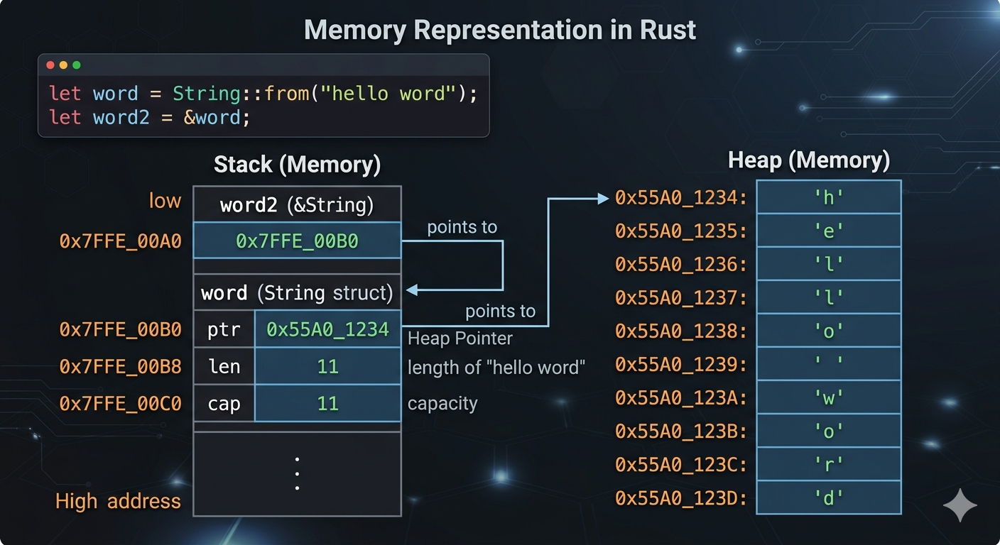 Memory Representation in Rust
let word = String::from("hello word");
let word2 = &word;
Stack (Memory)
low
word2 (&String)
0x7FFE_00A0
0x7FFE_00B0
points to
word (String struct)
points to
0x7FFE_00B0
ptr
0x55A0_1234
Heap Pointer
0x7FFE_00B8
len
11
length of "hello word"
0x7FFE_00C0
cap
11
capacity
High address
Heap (Memory)
0x55A0_1234: 'h'
0x55A0_1235: 'e'
0x55A0_1236: 'l'
0x55A0_1237: 'l'
0x55A0_1238: 'o'
0x55A0_1239: ' '
0x55A0_123A: 'w'
0x55A0_123B: 'o'
0x55A0_123C: 'r'
0x55A0_123D: 'd'